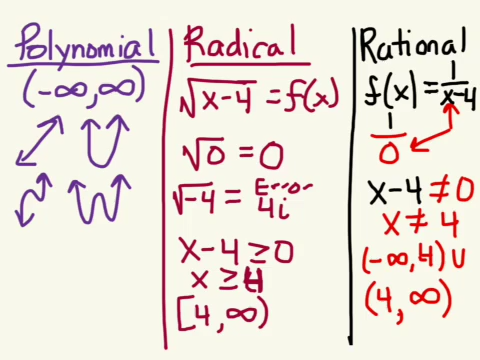 Polynomial
(-∞, ∞)
Radical
√x-4 = f(x)
√0 = 0
√-4 = Error
4i
x-4 ≥ 0
x ≥ 4
[4, ∞)
Rational
f(x) = 1/x-4
1/0
x-4 ≠ 0
x ≠ 4
(-∞, 4) ∪
(4, ∞)